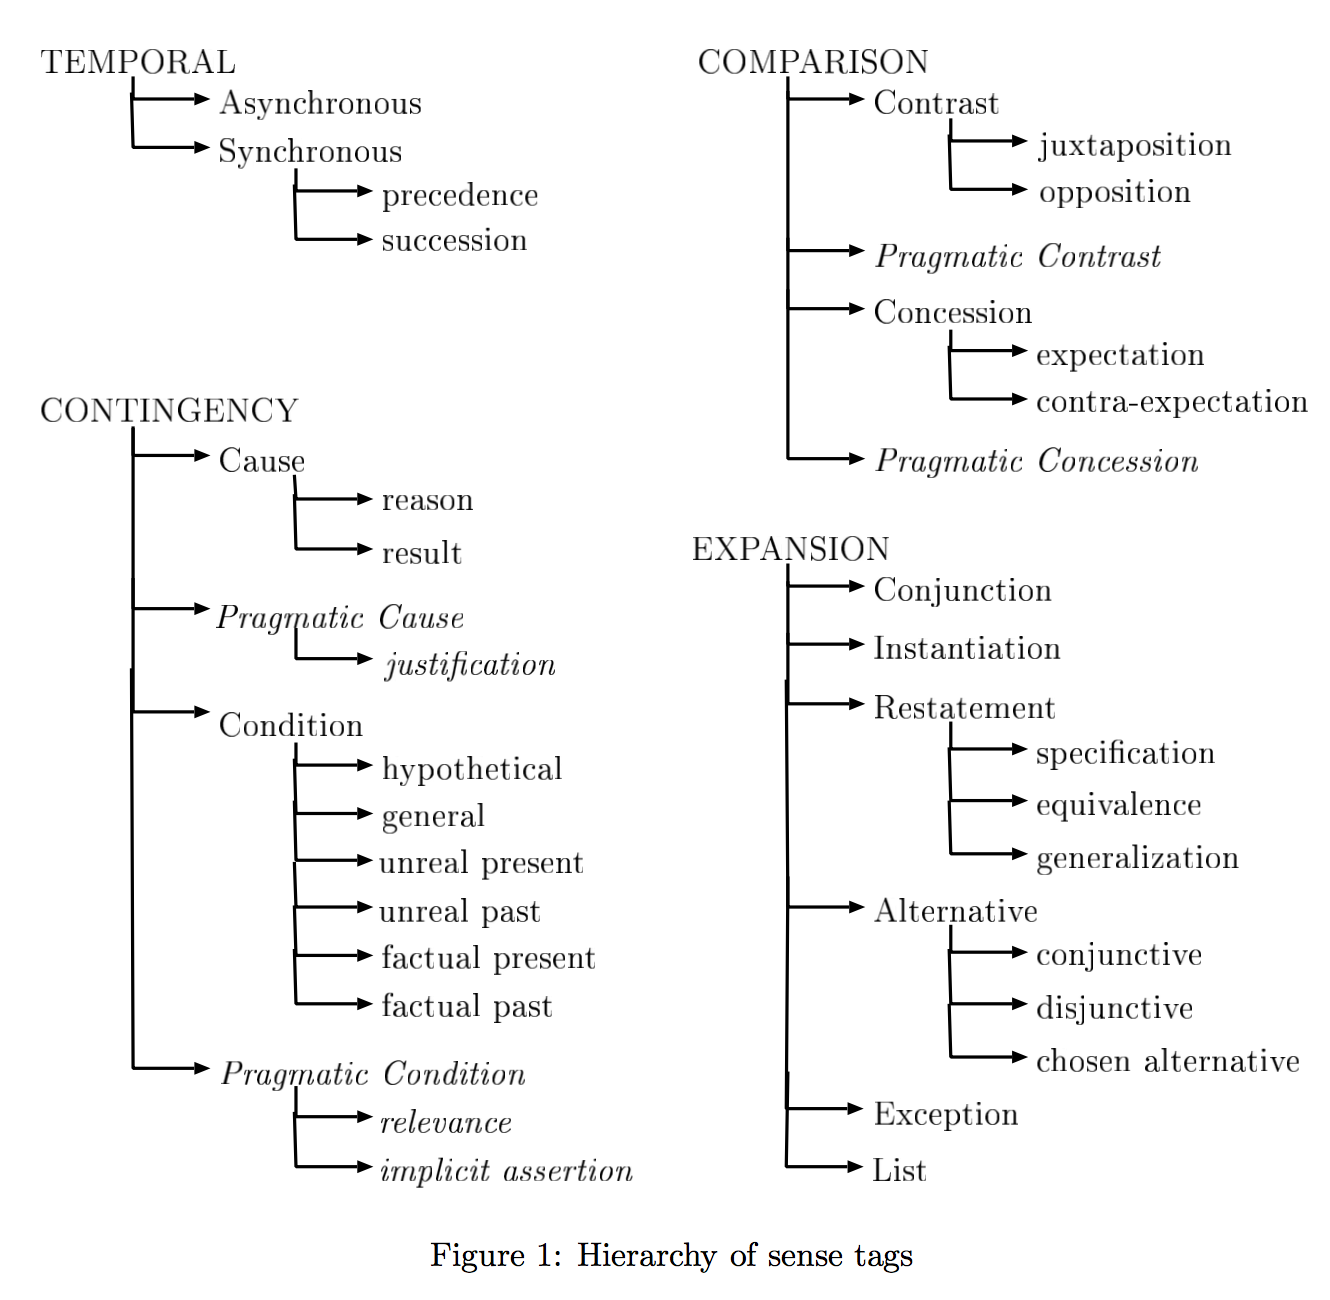 TEMPORAL
Asynchronous
Synchronous
precedence
succession
CONTINGENCY
Cause
reason
result
Pragmatic Cause
justification
Condition
hypothetical
general
unreal present
unreal past
factual present
factual past
Pragmatic Condition
relevance
implicit assertion
COMPARISON
Contrast
juxtaposition
opposition
Pragmatic Contrast
Concession
expectation
contra-expectation
Pragmatic Concession
EXPANSION
Conjunction
Instantiation
Restatement
specification
equivalence
generalization
Alternative
conjunctive
disjunctive
chosen alternative
Exception
List
Figure 1: Hierarchy of sense tags